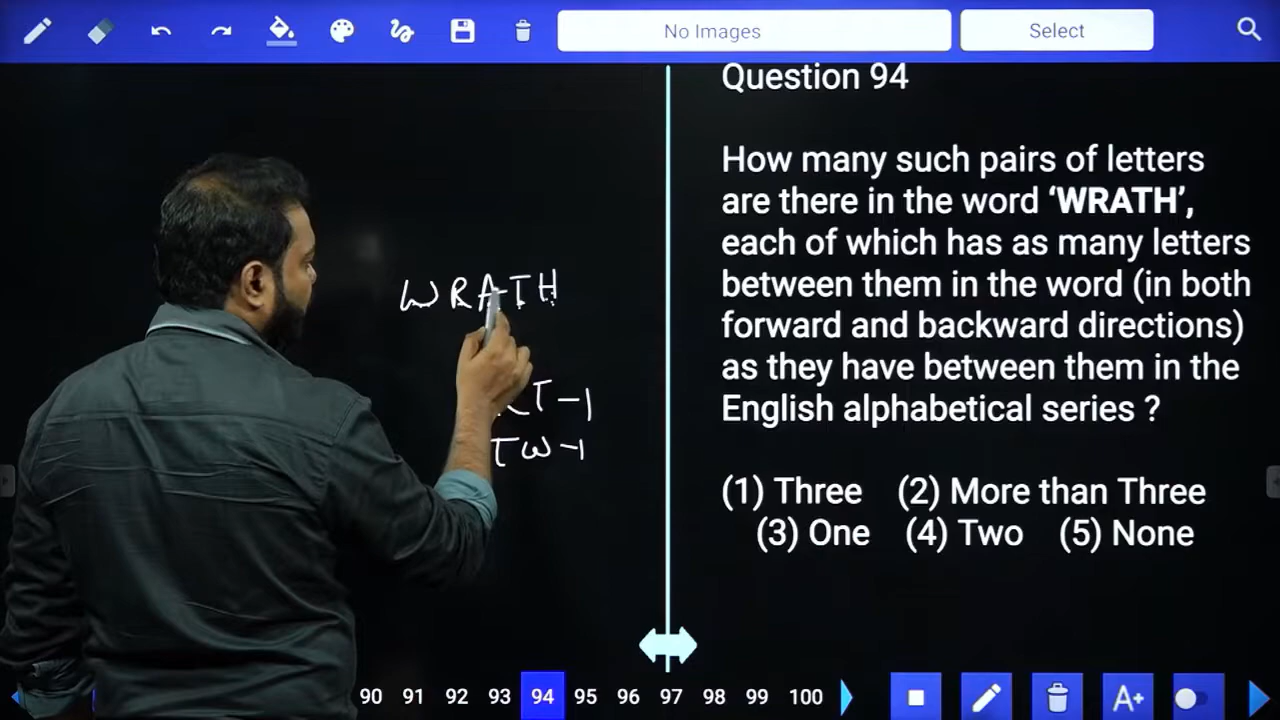 No Images
Select
Question 94
How many such pairs of letters
are there in the word ‘WRATH’,
each of which has as many letters
between them in the word (in both
forward and backward directions)
as they have between them in the
English alphabetical series ?
(1) Three (2) More than Three
(3) One (4) Two (5) None
WRATH
T-1
TW-1
90 91 92 93 94 95 96 97 98 99 100
A+